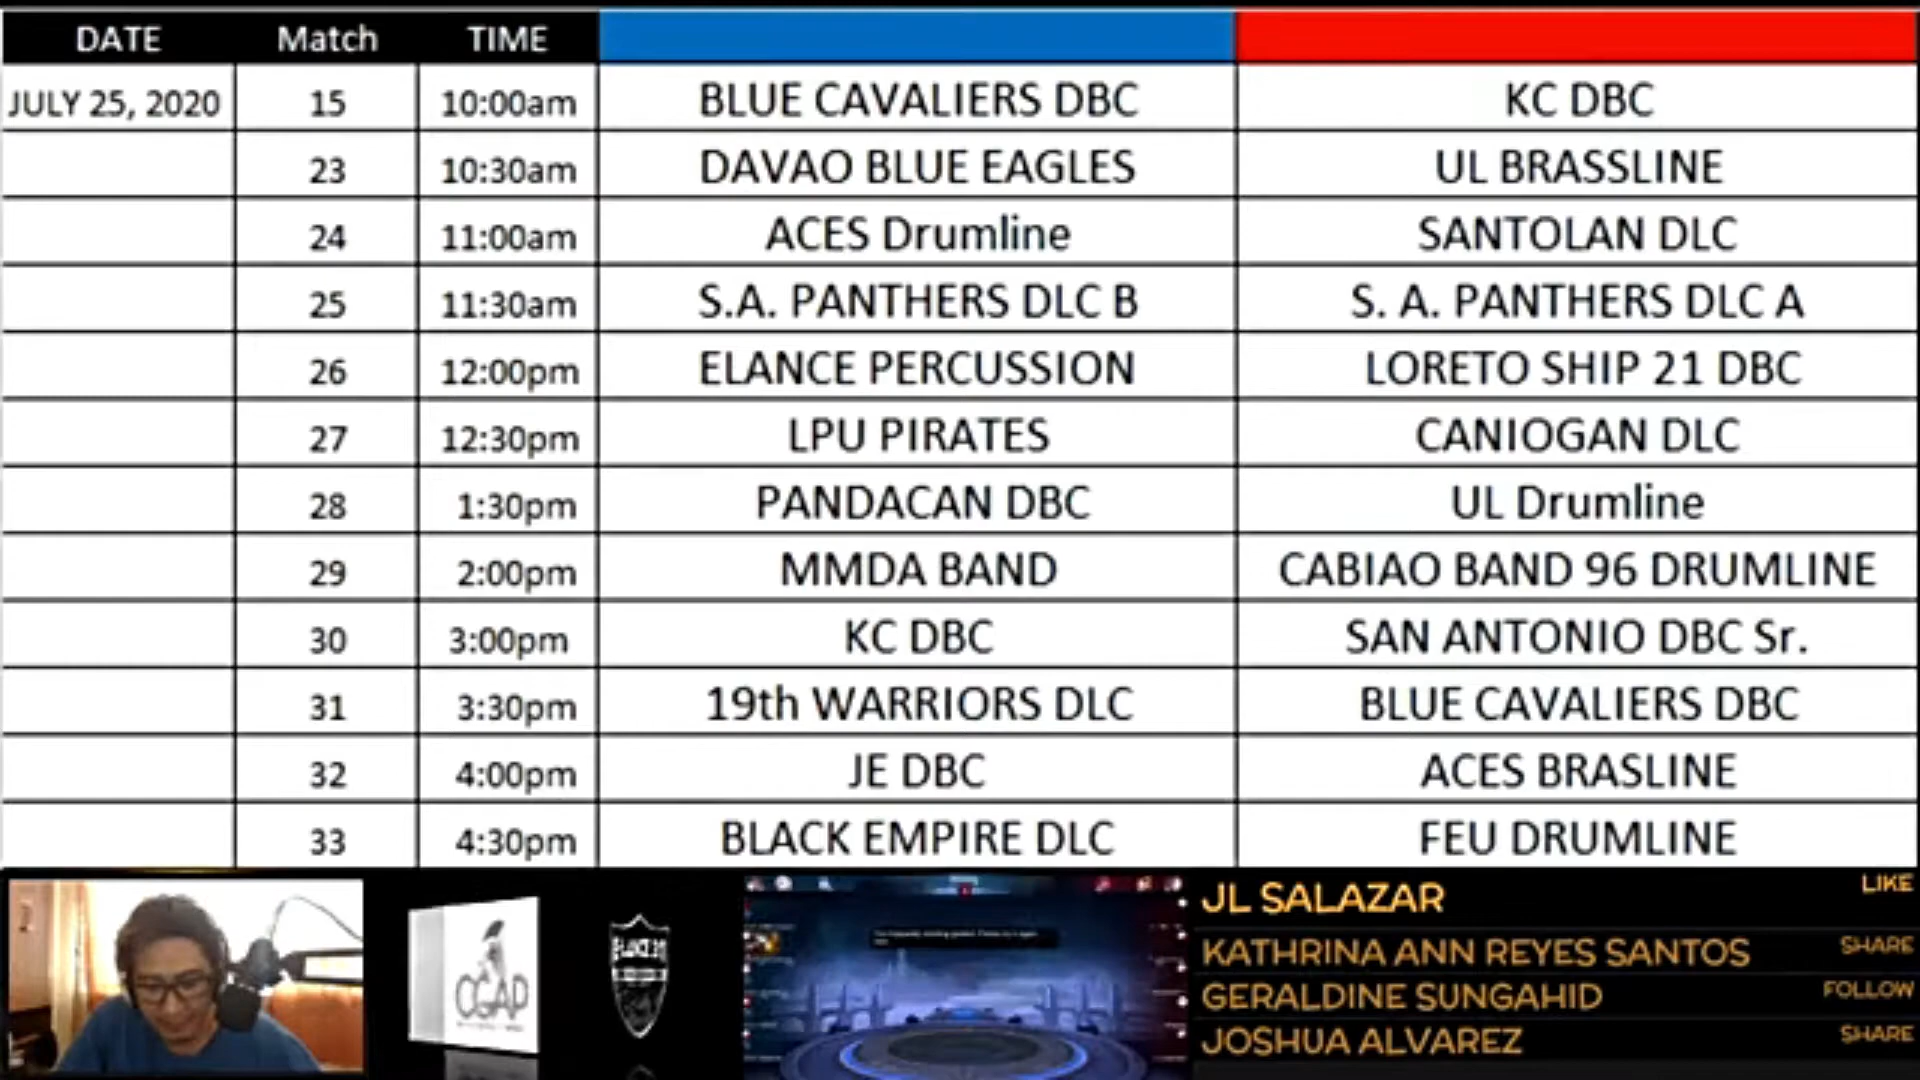 DATE Match TIME
JULY 25, 2020 15 10:00am BLUE CAVALIERS DBC KC DBC
23 10:30am DAVAO BLUE EAGLES UL BRASSLINE
24 11:00am ACES Drumline SANTOLAN DLC
25 11:30am S.A. PANTHERS DLC B S. A. PANTHERS DLC A
26 12:00pm ELANCE PERCUSSION LORETO SHIP 21 DBC
27 12:30pm LPU PIRATES CANIOGAN DLC
28 1:30pm PANDACAN DBC UL Drumline
29 2:00pm MMDA BAND CABIAO BAND 96 DRUMLINE
30 3:00pm KC DBC SAN ANTONIO DBC Sr.
31 3:30pm 19th WARRIORS DLC BLUE CAVALIERS DBC
32 4:00pm JE DBC ACES BRASLINE
33 4:30pm BLACK EMPIRE DLC FEU DRUMLINE
CGAP
JL SALAZAR LIKE
KATHRINA ANN REYES SANTOS SHARE
GERALDINE SUNGAHID FOLLOW
JOSHUA ALVAREZ SHARE